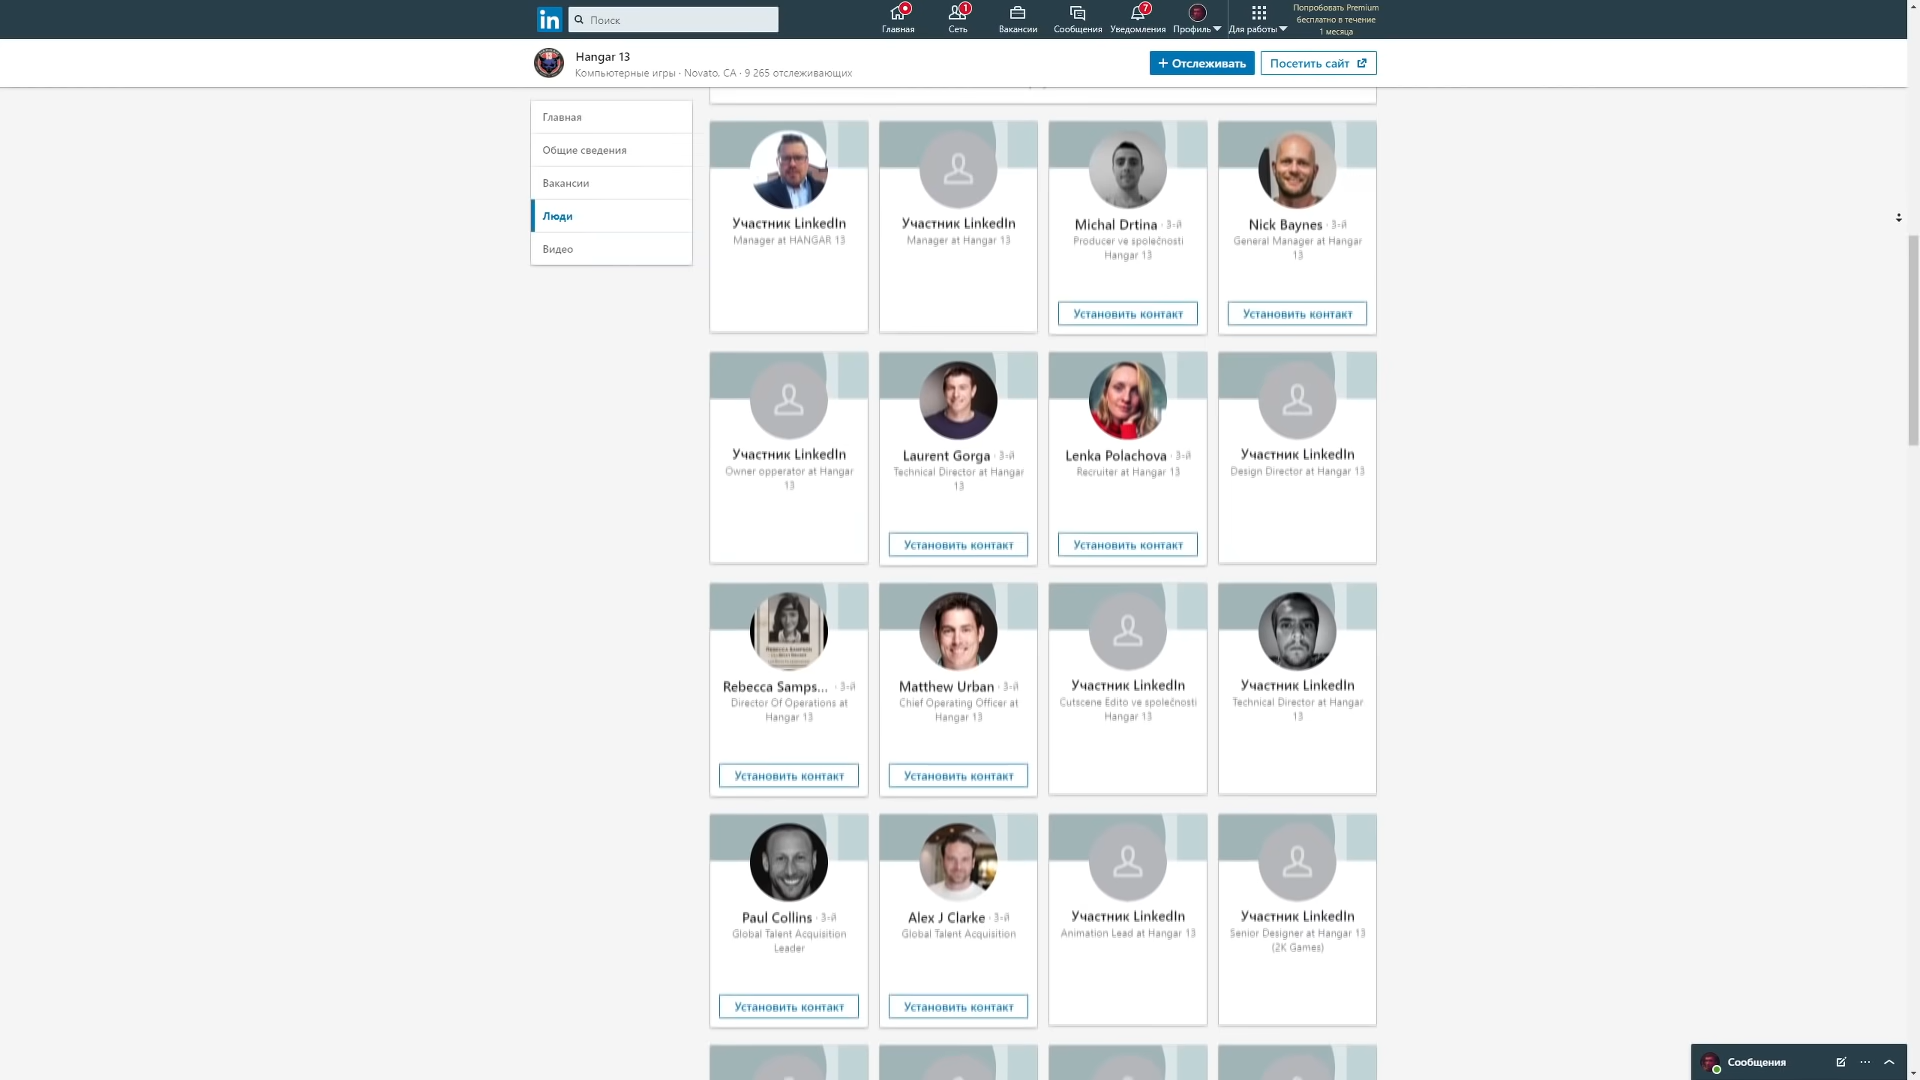 in
Поиск
Главная
1
Сеть
Вакансии
Сообщения
7
Уведомления
Профиль
Для работы
Попробовать Premium
бесплатно в течение
1 месяца
Hangar 13
Компьютерные игры · Novato, CA · 9 265 отслеживающих
+ Отслеживать
Посетить сайт
Главная
Общие сведения
Вакансии
Люди
Видео
Участник LinkedIn
Manager at HANGAR 13
Участник LinkedIn
Manager at Hangar 13
Michal Drtina · 3-й
Producer ve společnosti
Hangar 13
Установить контакт
Nick Baynes · 3-й
General Manager at Hangar
13
Установить контакт
Участник LinkedIn
Owner opperator at Hangar
13
Laurent Gorga · 3-й
Technical Director at Hangar
13
Установить контакт
Lenka Polachova · 3-й
Recruiter at Hangar 13
Установить контакт
Участник LinkedIn
Design Director at Hangar 13
Rebecca Samps... · 3-й
Director Of Operations at
Hangar 13
Установить контакт
Matthew Urban · 3-й
Chief Operating Officer at
Hangar 13
Установить контакт
Участник LinkedIn
Cutscene Edito ve společnosti
Hangar 13
Участник LinkedIn
Technical Director at Hangar
13
Paul Collins · 3-й
Global Talent Acquisition
Leader
Установить контакт
Alex J Clarke · 3-й
Global Talent Acquisition
Установить контакт
Участник LinkedIn
Animation Lead at Hangar 13
Участник LinkedIn
Senior Designer at Hangar 13
(2K Games)
Сообщения